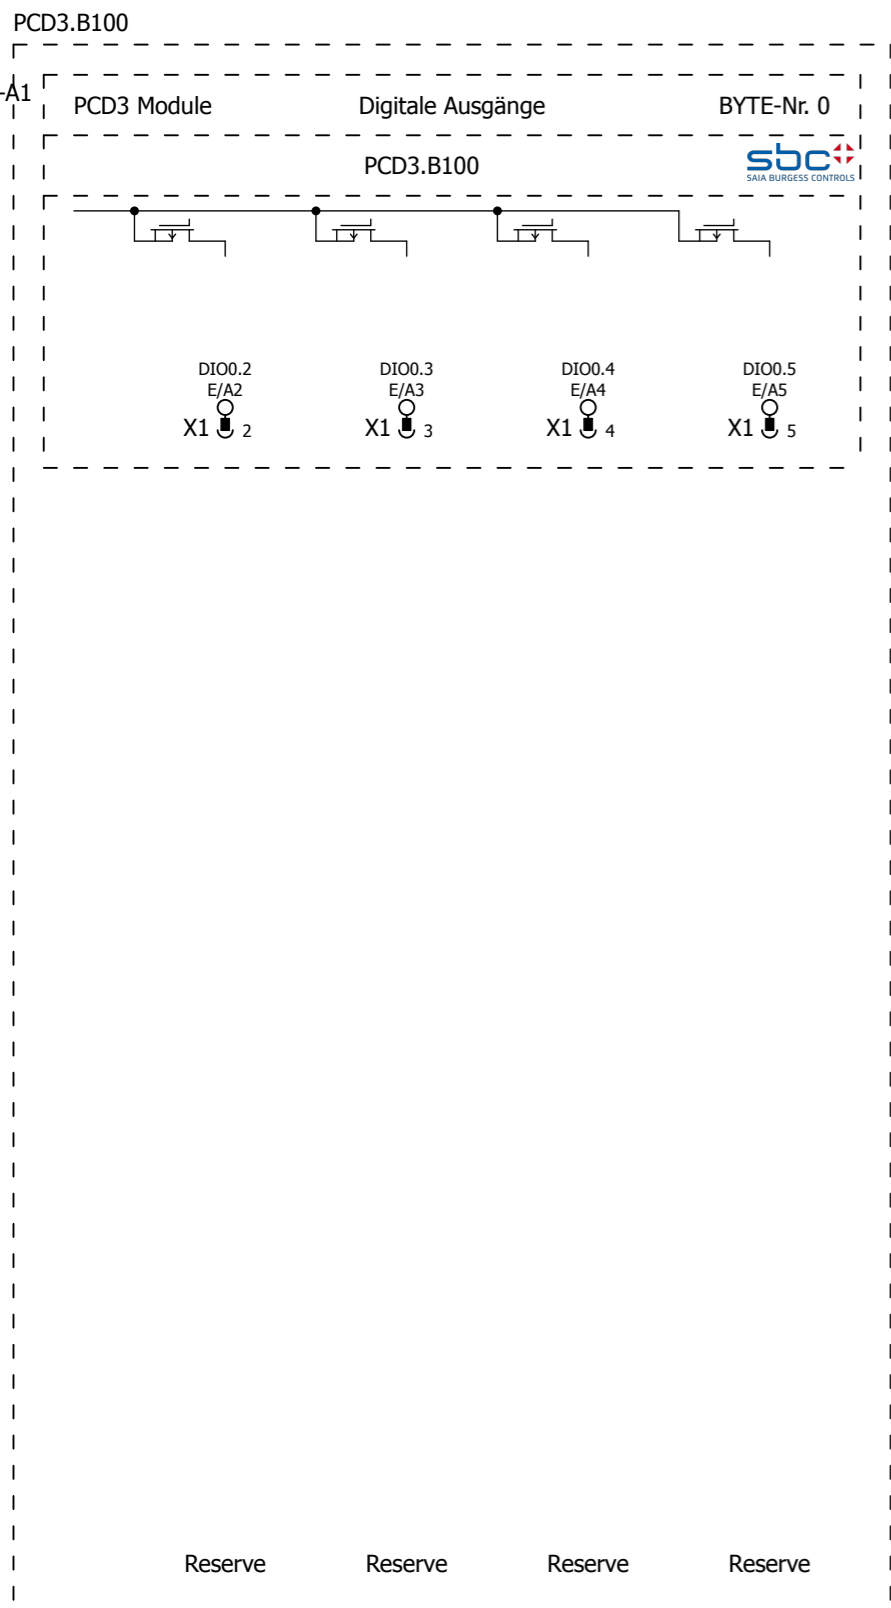 PCD3.B100
-A1
PCD3 Module Digitale Ausgänge BYTE-Nr. 0
PCD3.B100
sbc
SAIA BURGESS CONTROLS
DIO0.2 DIO0.3 DIO0.4 DIO0.5
E/A2 E/A3 E/A4 E/A5
X1 2 X1 3 X1 4 X1 5
Reserve Reserve Reserve Reserve